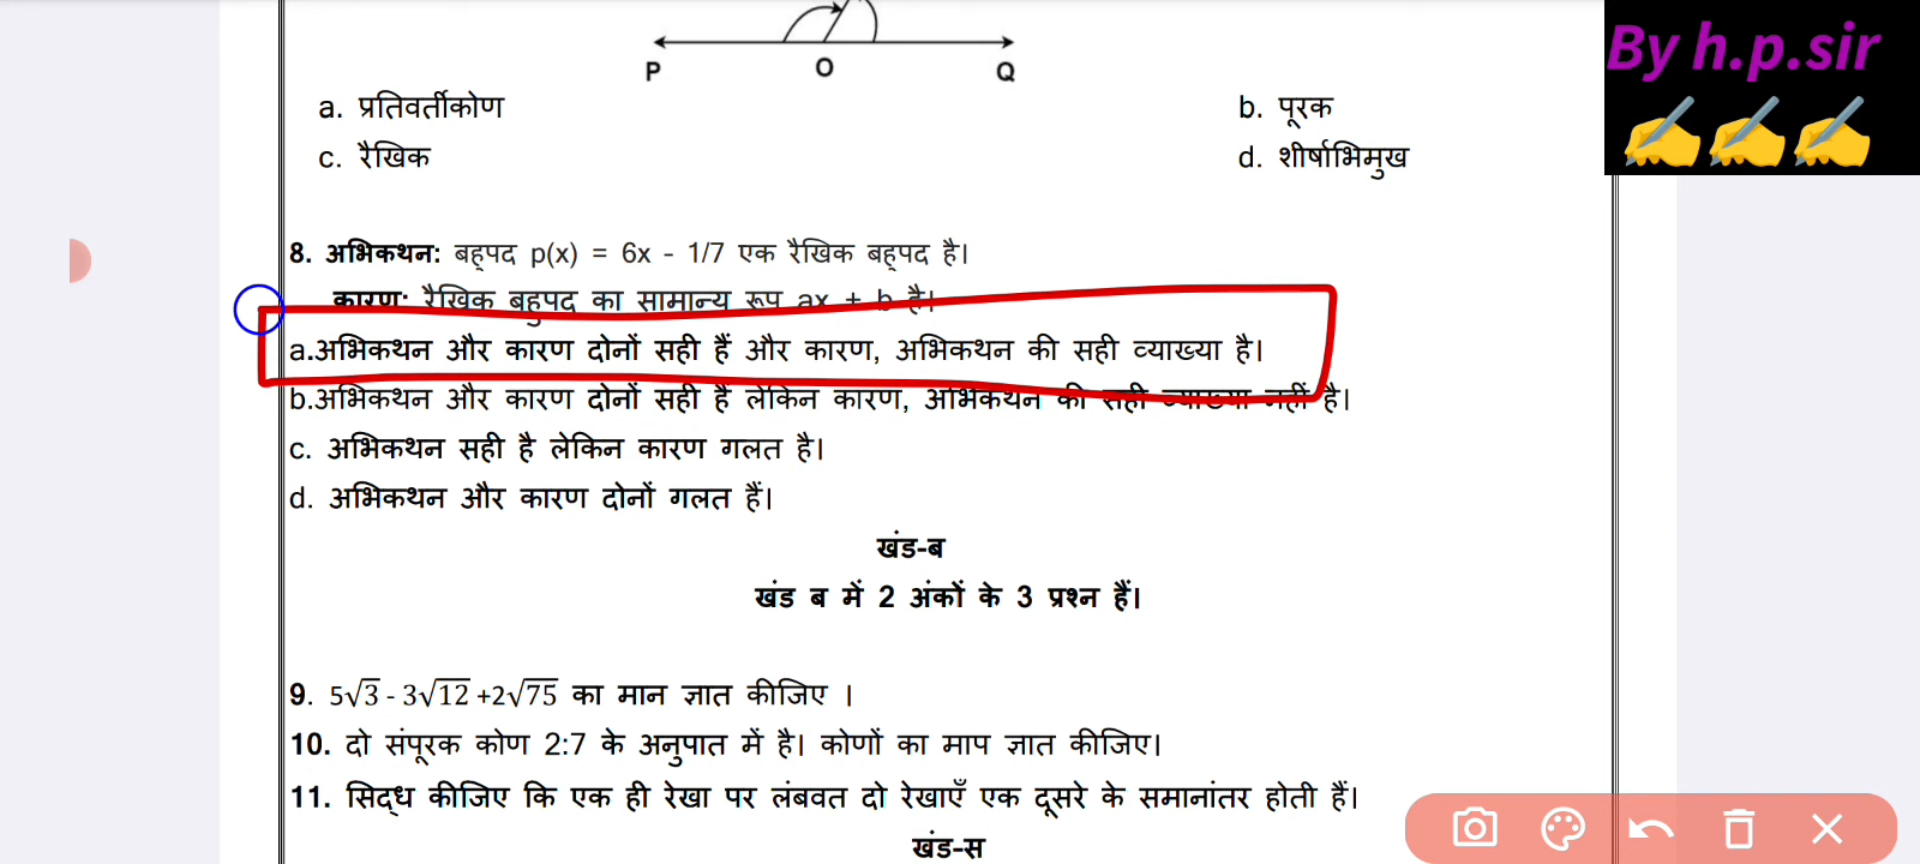 By h.p.sir
P O Q
a. प्रतिवर्तीकोण b. पूरक
c. रैखिक d. शीर्षाभिमुख
8. अभिकथन: बहुपद p(x) = 6x - 1/7 एक रैखिक बहुपद है।
कारण: रैखिक बहुपद का सामान्य रूप ax + b है।
a.अभिकथन और कारण दोनों सही हैं और कारण, अभिकथन की सही व्याख्या है।
b.अभिकथन और कारण दोनों सही हैं लेकिन कारण, अभिकथन की सही व्याख्या नहीं है।
c. अभिकथन सही है लेकिन कारण गलत है।
d. अभिकथन और कारण दोनों गलत हैं।
खंड-ब
खंड ब में 2 अंकों के 3 प्रश्न हैं।
9. 5√3 - 3√12 +2√75 का मान ज्ञात कीजिए ।
10. दो संपूरक कोण 2:7 के अनुपात में है। कोणों का माप ज्ञात कीजिए।
11. सिद्ध कीजिए कि एक ही रेखा पर लंबवत दो रेखाएँ एक दूसरे के समानांतर होती हैं।
खंड-स